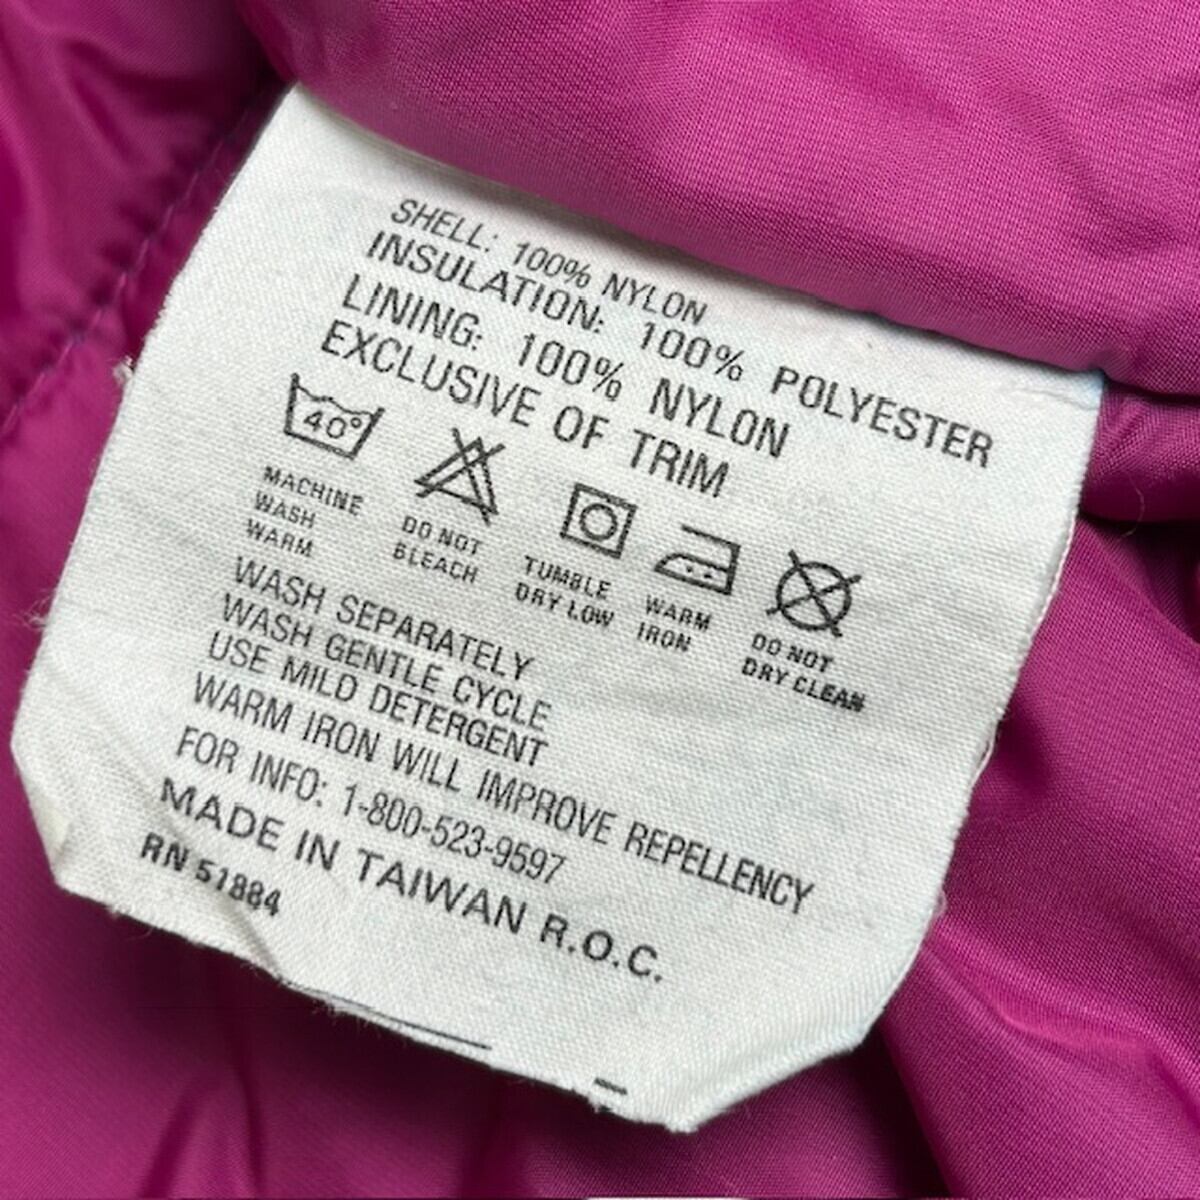 SHELL: 100% NYLON
INSULATION: 100% POLYESTER
LINING: 100% NYLON
EXCLUSIVE OF TRIM
40°
MACHINE
WASH
WARM
DO NOT
BLEACH
TUMBLE
DRY LOW
WARM
IRON
DO NOT
DRY CLEAN
WASH SEPARATELY
WASH GENTLE CYCLE
USE MILD DETERGENT
WARM IRON WILL IMPROVE REPELLENCY
FOR INFO: 1-800-523-9597
MADE IN TAIWAN R.O.C.
RN 51884